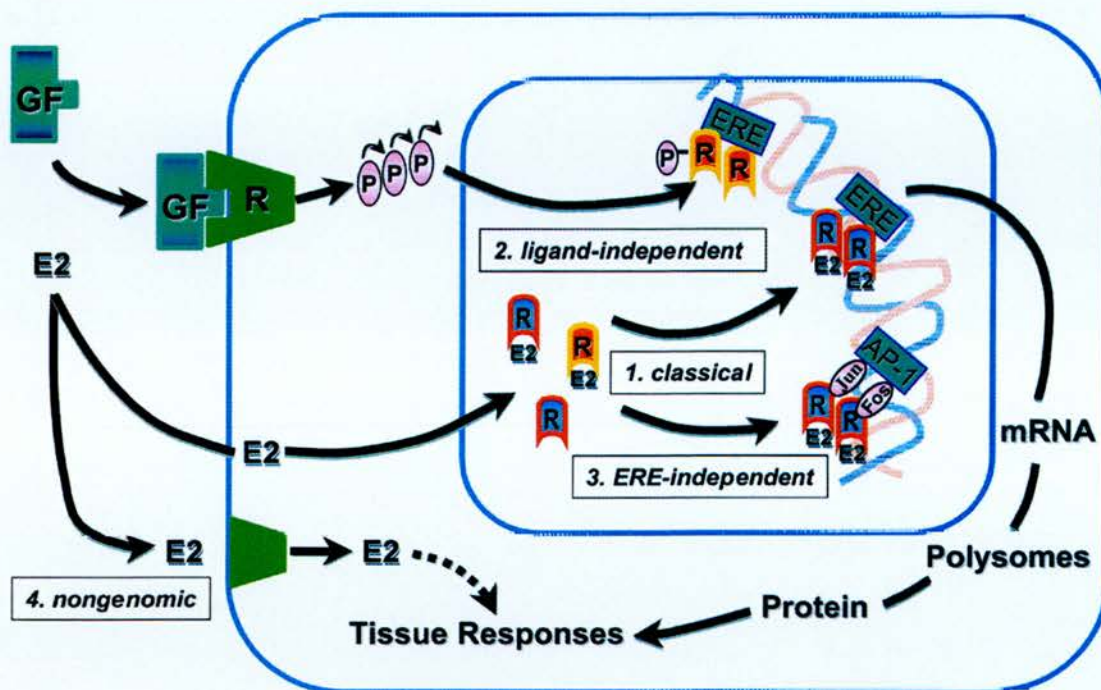 GF
GF
R
P P P
P
R
R
ERE
2. ligand-independent
ERE
R
R
E2
E2
E2
R
E2
R
E2
R
1. classical
AP-1
Jun
Fos
R
R
E2
E2
3. ERE-independent
mRNA
E2
E2
E2
4. nongenomic
Polysomes
Protein
Tissue Responses